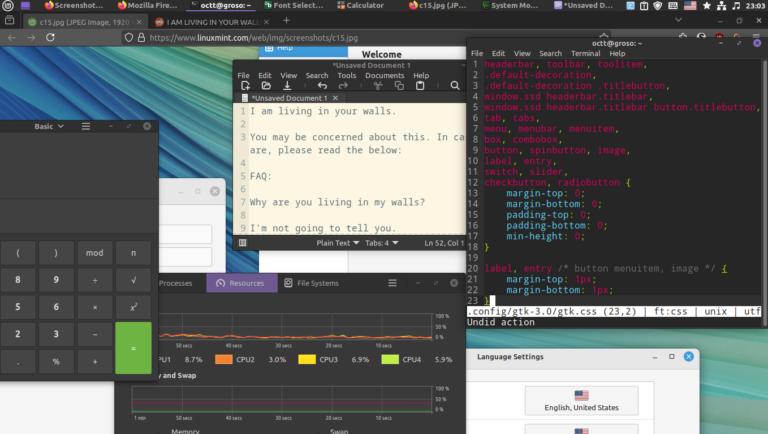 Screenshot...
Mozilla Fire...
octt@groso: ~
Font Select...
Calculator
c15.jpg (JP...
System Mo...
*Unsaved D...
23:03
c15.jpg (JPEG Image, 1920
I AM LIVING IN YOUR WALL
https://www.linuxmint.com/web/img/screenshots/c15.jpg
Help
Welcome
*Unsaved Document 1
File Edit View Search Tools Documents Help
*Unsaved Document 1
1 I am living in your walls.
2
3 You may be concerned about this. In ca
are, please read the below:
4
5 FAQ:
6
7 Why are you living in my walls?
8
9 I'm not going to tell you.
Plain Text Tab: 4 Ln 52, Col 1
octt@groso: ~
File Edit View Search Terminal Help
1 headerbar, toolbar, toolitem,
2 .default-decoration,
3 .default-decoration .titlebutton,
4 window.ssd headerbar.titlebar,
5 window.ssd headerbar.titlebar button.titlebutton,
6 tab, tabs,
7 menu, menubar, menuitem,
8 box, combobox,
9 button, spinbutton, image,
10 label, entry,
11 switch, slider,
12 checkbutton, radiobutton {
13 margin-top: 0;
14 margin-bottom: 0;
15 padding-top: 0;
16 padding-bottom: 0;
17 min-height: 0;
18 }
19
20 label, entry /* button menuitem, image */ {
21 margin-top: 1px;
22 margin-bottom: 1px;
23 }
.config/gtk-3.0/gtk.css (23,2) | ft:css | unix | utf
Undid action
Basic
( ) mod π
8 9 ÷ √
5 6 × x²
2 3 −
=
. % +
Processes
Resources
File Systems
100 %
50 %
0 %
50 secs 40 secs 30 secs 20 secs 10 secs
PU1 8.7%
CPU2 3.0%
CPU3 6.9%
CPU4 5.9%
y and Swap
100 %
50 %
0 %
1 min 50 secs 40 secs 30 secs 20 secs 10 secs
Memory
Swap
Language Settings
English, United States